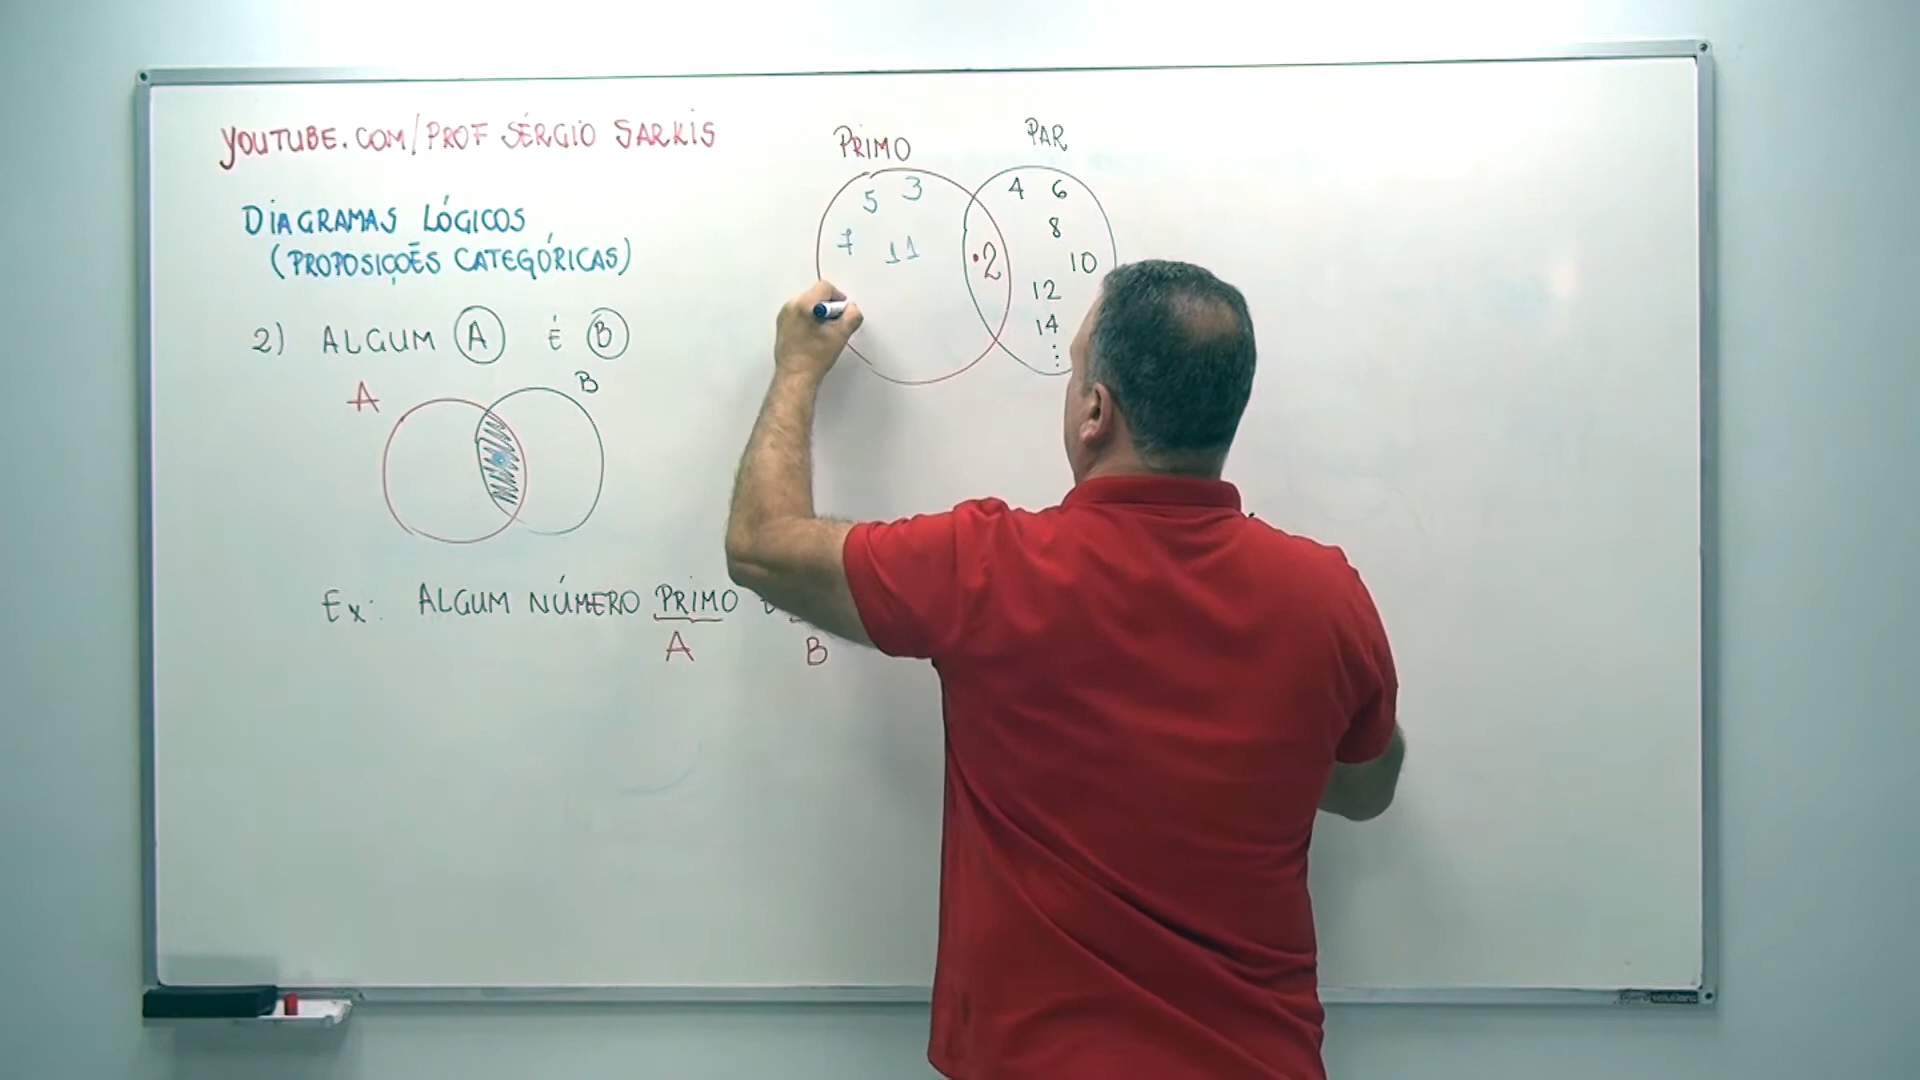 YOUTUBE.COM/PROF SÉRGIO SARKIS
DIAGRAMAS LÓGICOS
(PROPOSIÇÕES CATEGÓRICAS)
2) ALGUM A É B
A B
Ex: ALGUM NÚMERO PRIMO
A B
PRIMO PAR
5 3 4 6
7 11 8
2 10
12
14
⋮